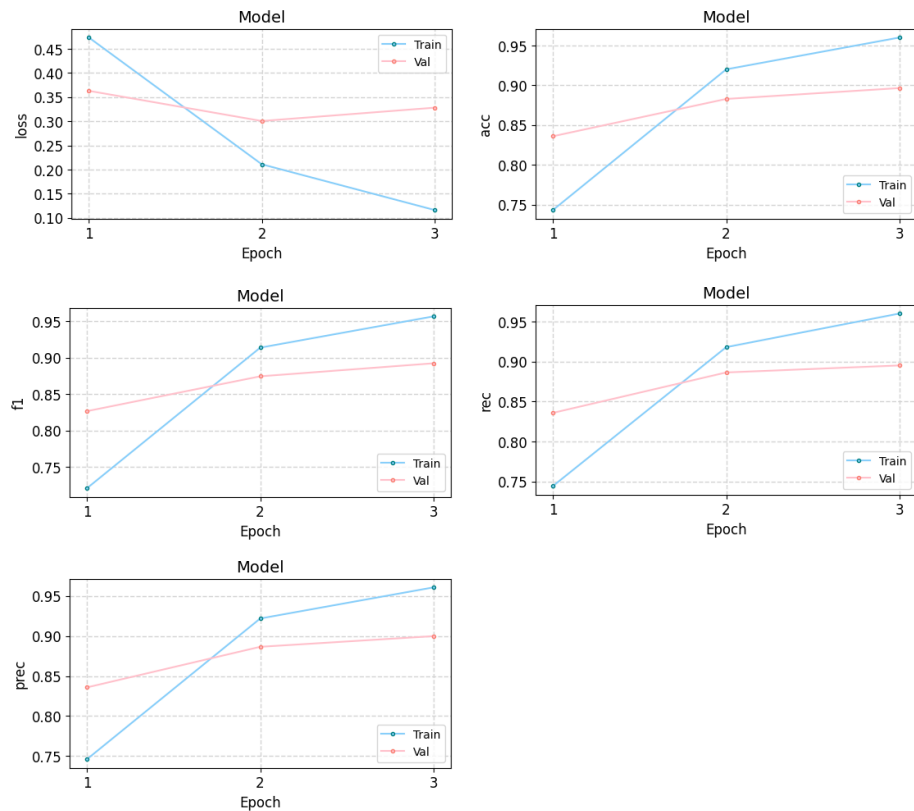 Model
0.45
0.40
0.35
0.30
0.25
0.20
0.15
0.10
loss
Train
Val
1
2
3
Epoch
Model
0.95
0.90
0.85
0.80
0.75
acc
Train
Val
1
2
3
Epoch
Model
0.95
0.90
0.85
0.80
0.75
f1
Train
Val
1
2
3
Epoch
Model
0.95
0.90
0.85
0.80
0.75
rec
Train
Val
1
2
3
Epoch
Model
0.95
0.90
0.85
0.80
0.75
prec
Train
Val
1
2
3
Epoch